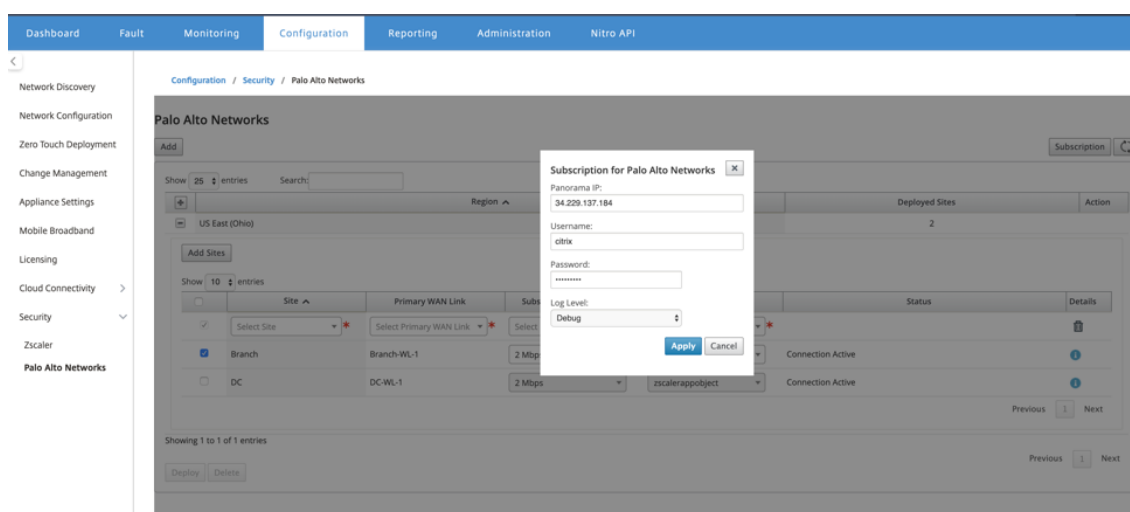 Dashboard Fault Monitoring Configuration Reporting Administration Nitro API
Network Discovery
Network Configuration
Zero Touch Deployment
Change Management
Appliance Settings
Mobile Broadband
Licensing
Cloud Connectivity
Security
Zscaler
Palo Alto Networks
Configuration / Security / Palo Alto Networks
Palo Alto Networks
Add Subscription
Show 25 entries Search:
Region Deployed Sites Action
US East (Ohio) 2
Add Sites
Show 10 entries
Site Primary WAN Link Subs Status Details
Select Site * Select Primary WAN Link * Select *
Branch Branch-WL-1 2 Mbp Connection Active
DC DC-WL-1 2 Mbps zscalerappobject Connection Active
Previous 1 Next
Showing 1 to 1 of 1 entries
Previous 1 Next
Deploy Delete
Subscription for Palo Alto Networks
Panorama IP:
34.229.137.184
Username:
citrix
Password:
•••••••••
Log Level:
Debug
Apply Cancel